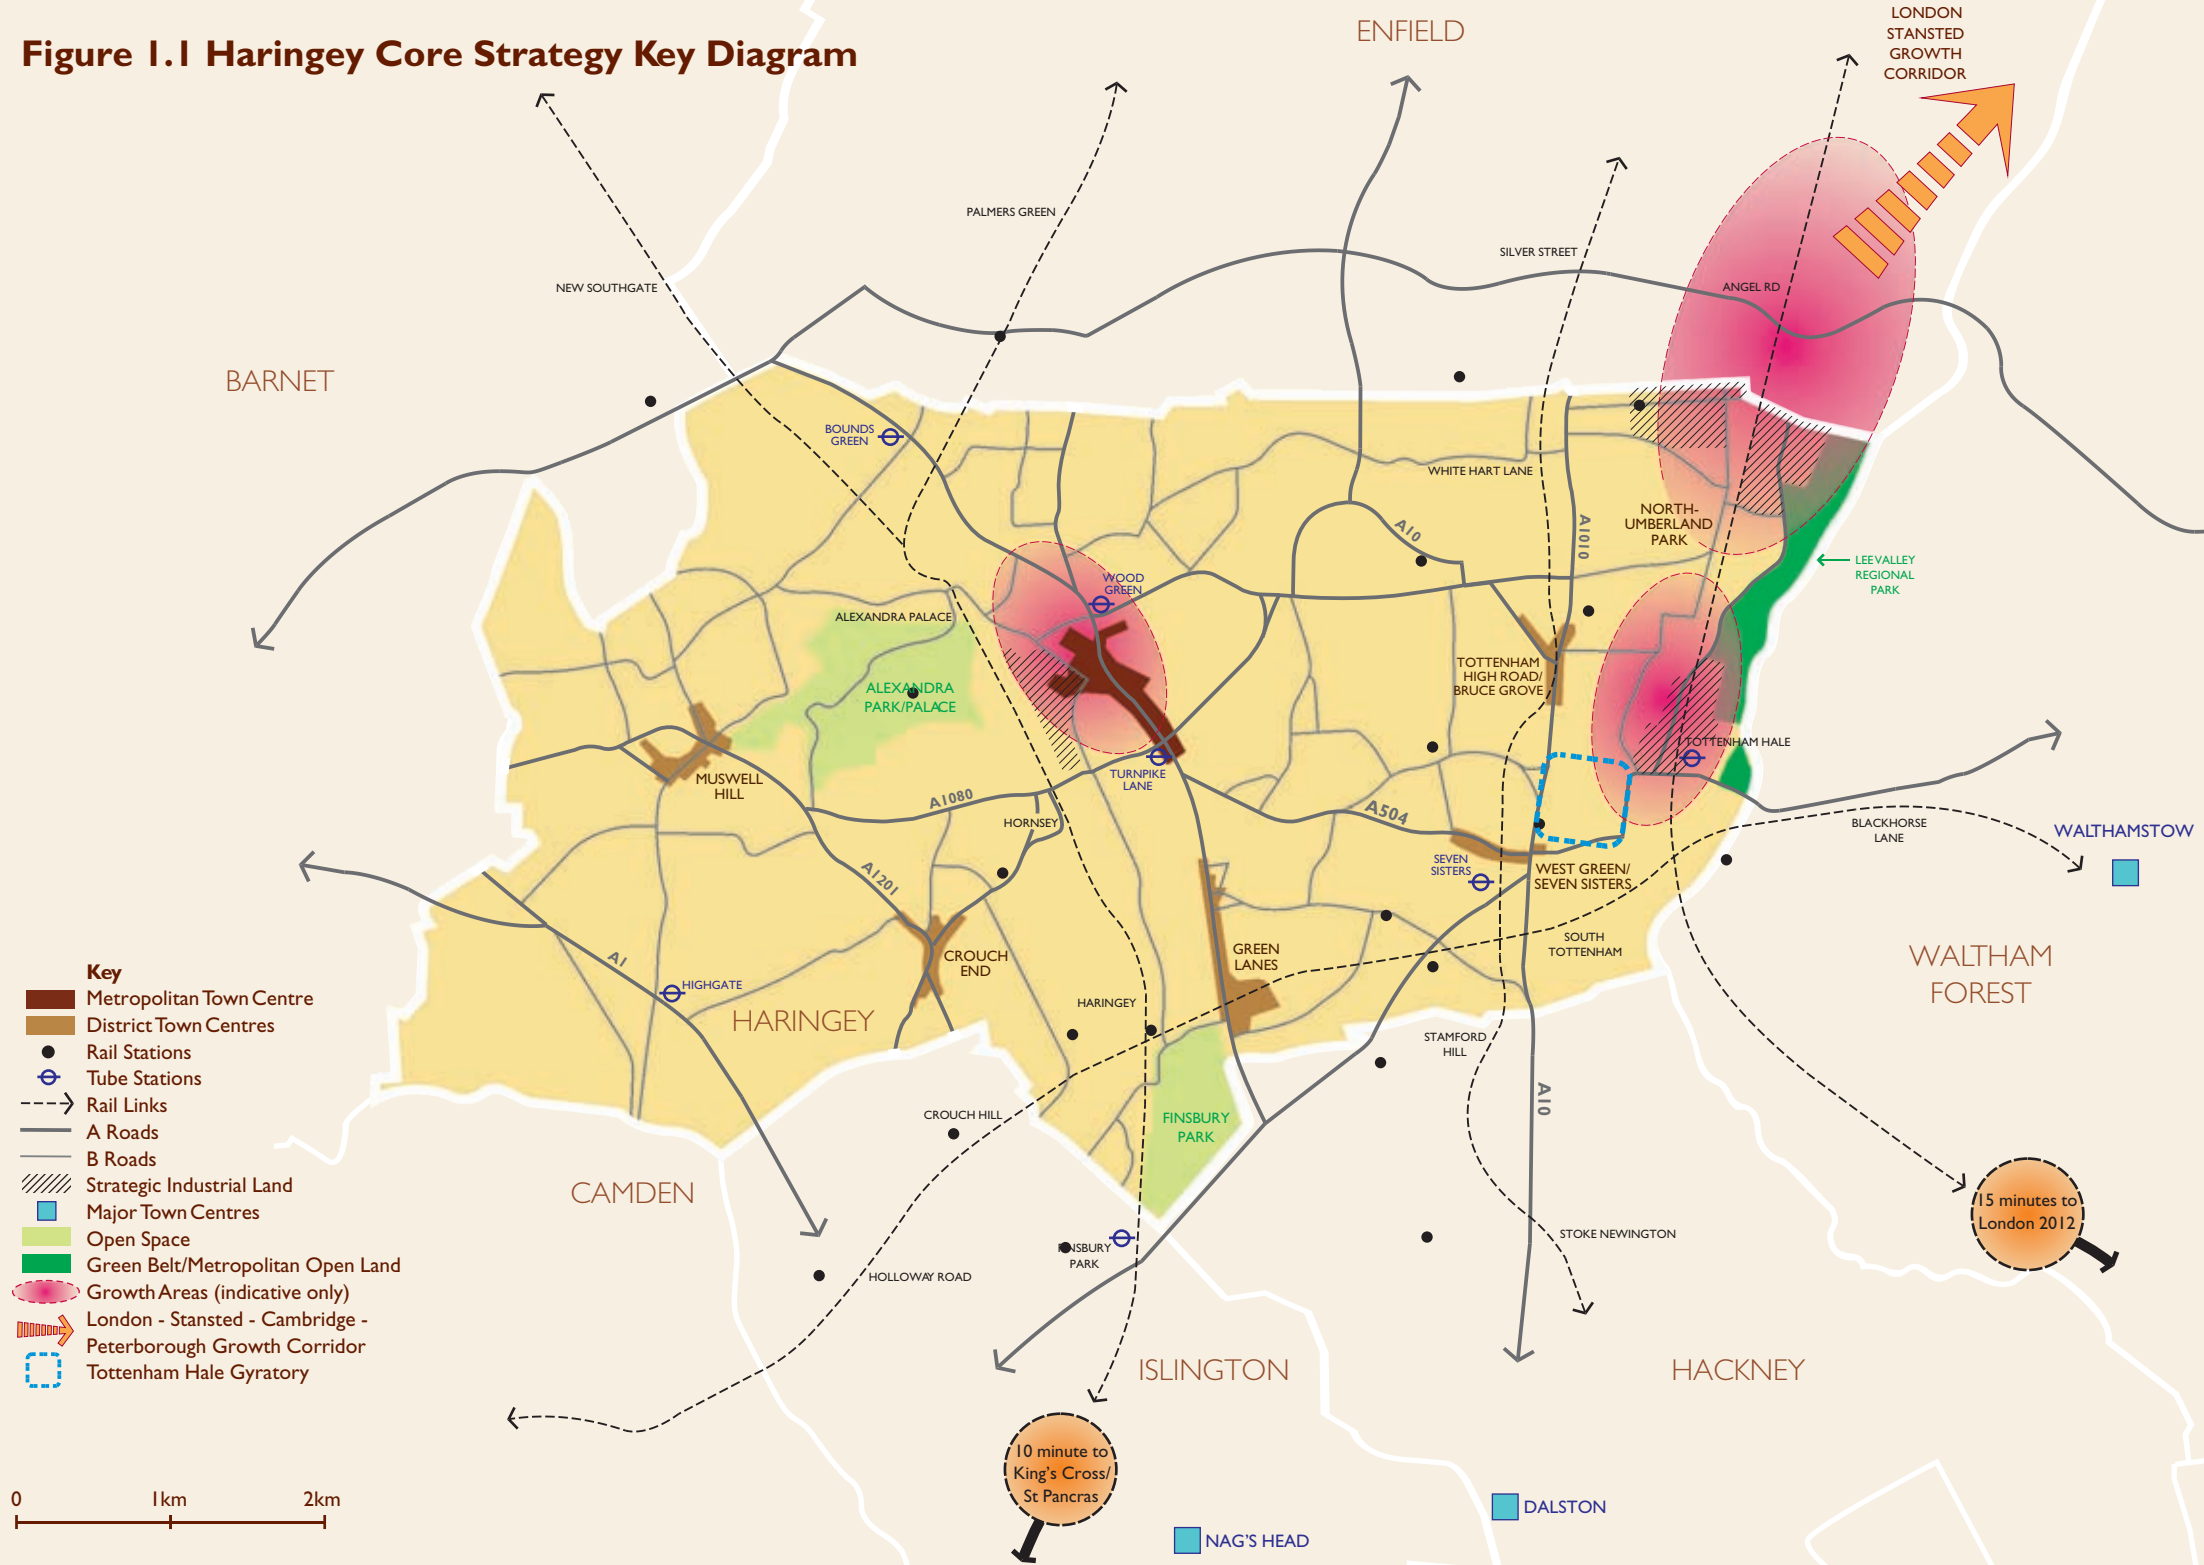 Figure 1.1 Haringey Core Strategy Key Diagram
ENFIELD
LONDON
STANSTED
GROWTH
CORRIDOR
PALMERS GREEN
SILVER STREET
NEW SOUTHGATE
ANGEL RD
BARNET
BOUNDS
GREEN
WHITE HART LANE
A10
A1010
NORTH-
UMBERLAND
PARK
LEE VALLEY
REGIONAL
PARK
WOOD
GREEN
ALEXANDRA PALACE
ALEXANDRA
PARK/PALACE
TOTTENHAM
HIGH ROAD/
BRUCE GROVE
TOTTENHAM HALE
MUSWELL
HILL
TURNPIKE
LANE
A1080
HORNSEY
A504
BLACKHORSE
LANE
WALTHAMSTOW
SEVEN
SISTERS
WEST GREEN/
SEVEN SISTERS
A1201
CROUCH
END
GREEN
LANES
SOUTH
TOTTENHAM
WALTHAM
FOREST
A1
HIGHGATE
HARINGEY
HARINGEY
STAMFORD
HILL
A10
CROUCH HILL
FINSBURY
PARK
CAMDEN
FINSBURY
PARK
HOLLOWAY ROAD
STOKE NEWINGTON
15 minutes to
London 2012
ISLINGTON
HACKNEY
10 minute to
King's Cross/
St Pancras
DALSTON
NAG'S HEAD
Key
Metropolitan Town Centre
District Town Centres
Rail Stations
Tube Stations
Rail Links
A Roads
B Roads
Strategic Industrial Land
Major Town Centres
Open Space
Green Belt/Metropolitan Open Land
Growth Areas (indicative only)
London - Stansted - Cambridge -
Peterborough Growth Corridor
Tottenham Hale Gyratory
0 1km 2km